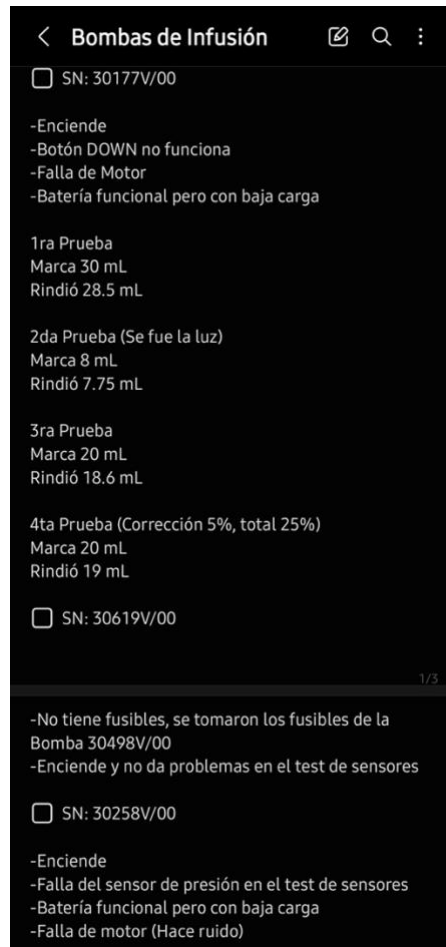 Bombas de Infusión
SN: 30177V/00
-Enciende
-Botón DOWN no funciona
-Falla de Motor
-Batería funcional pero con baja carga
1ra Prueba
Marca 30 mL
Rindió 28.5 mL
2da Prueba (Se fue la luz)
Marca 8 mL
Rindió 7.75 mL
3ra Prueba
Marca 20 mL
Rindió 18.6 mL
4ta Prueba (Corrección 5%, total 25%)
Marca 20 mL
Rindió 19 mL
SN: 30619V/00
1/3
-No tiene fusibles, se tomaron los fusibles de la
Bomba 30498V/00
-Enciende y no da problemas en el test de sensores
SN: 30258V/00
-Enciende
-Falla del sensor de presión en el test de sensores
-Batería funcional pero con baja carga
-Falla de motor (Hace ruido)